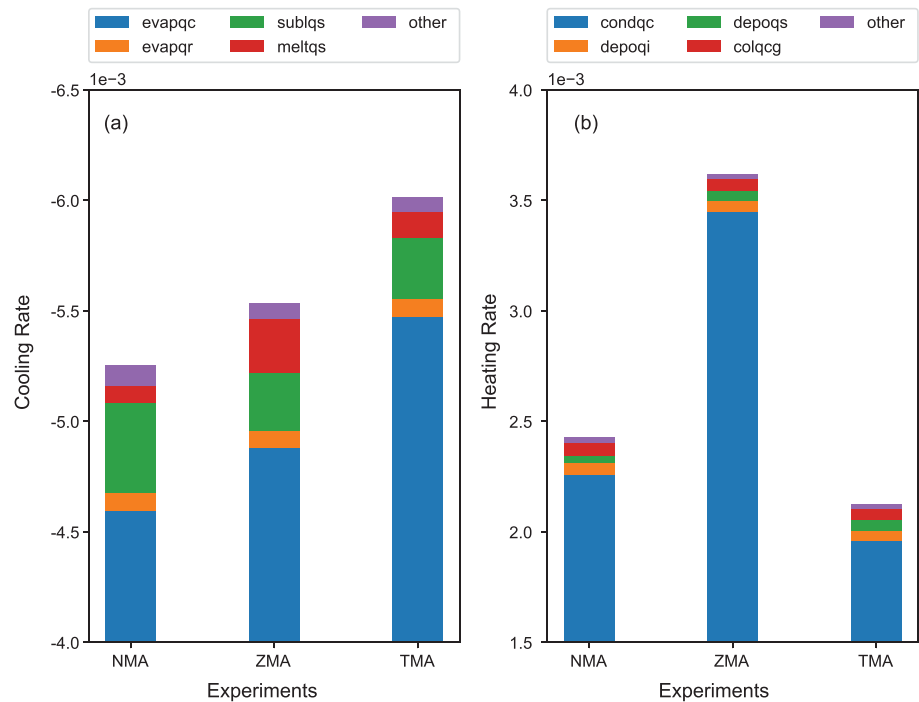 evapqc
evapqr
sublqs
meltqs
other
1e−3
(a)
-6.5
-6.0
-5.5
-5.0
-4.5
-4.0
Cooling Rate
NMA
ZMA
TMA
Experiments
condqc
depoqi
depoqs
colqcg
other
1e−3
(b)
4.0
3.5
3.0
2.5
2.0
1.5
Heating Rate
NMA
ZMA
TMA
Experiments